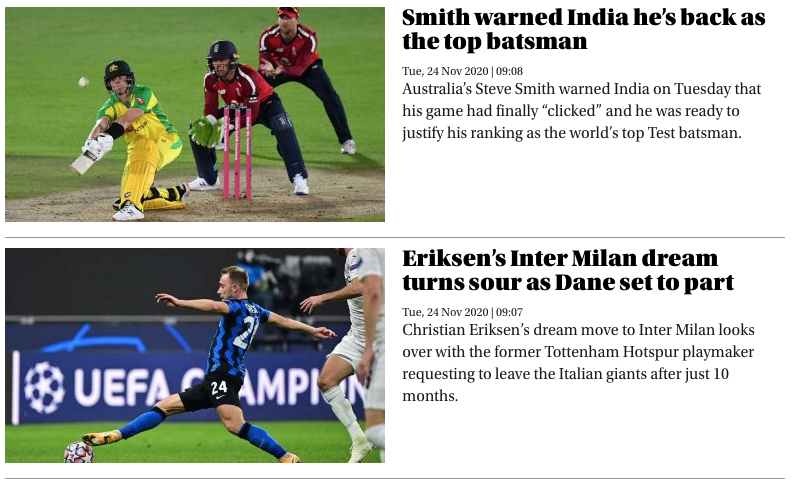 Smith warned India he’s back as
the top batsman
Tue, 24 Nov 2020 | 09:08
Australia’s Steve Smith warned India on Tuesday that
his game had finally “clicked” and he was ready to
justify his ranking as the world’s top Test batsman.
Eriksen’s Inter Milan dream
turns sour as Dane set to part
Tue, 24 Nov 2020 | 09:07
Christian Eriksen’s dream move to Inter Milan looks
over with the former Tottenham Hotspur playmaker
requesting to leave the Italian giants after just 10
months.
24
UEFA
24